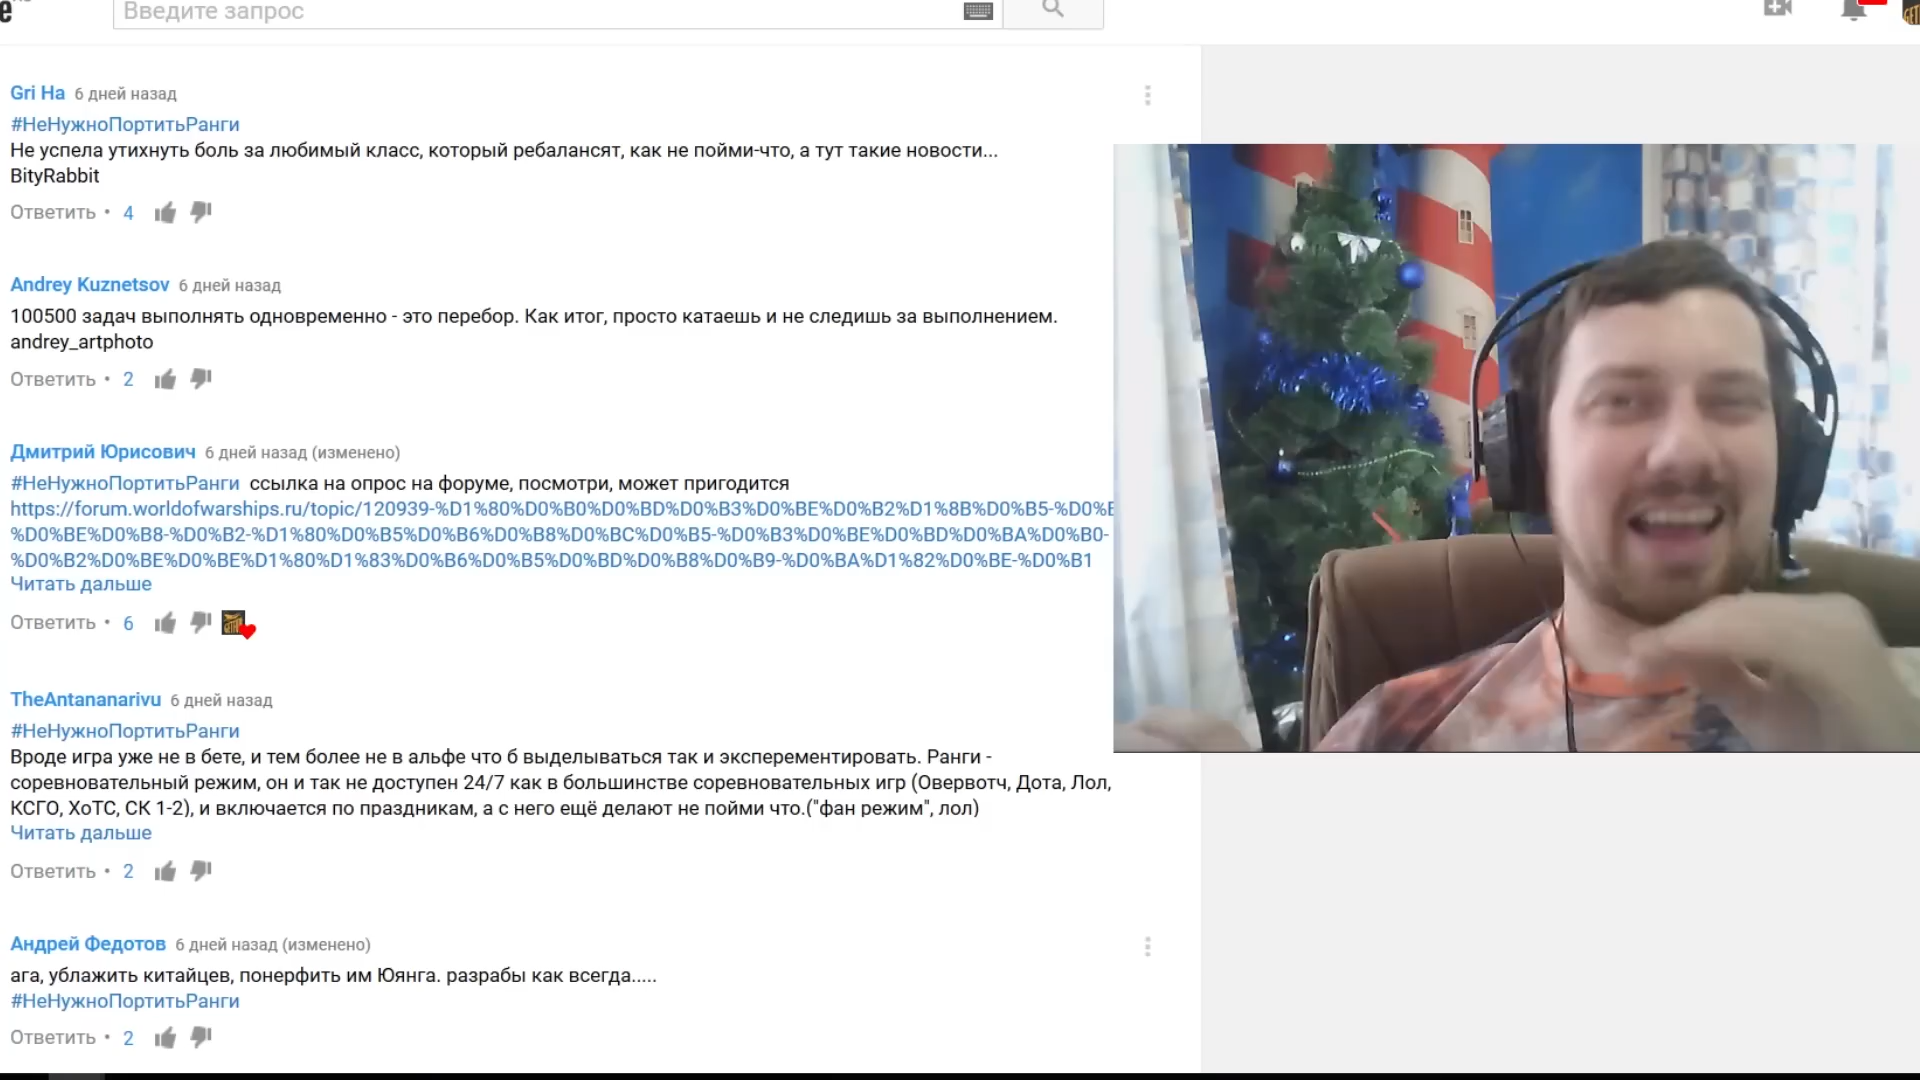 Введите запрос
Gri Ha 6 дней назад
#НеНужноПортитьРанги
Не успела утихнуть боль за любимый класс, который ребалансят, как не пойми-что, а тут такие новости...
BityRabbit
Ответить • 4
Andrey Kuznetsov 6 дней назад
100500 задач выполнять одновременно - это перебор. Как итог, просто катаешь и не следишь за выполнением.
andrey_artphoto
Ответить • 2
Дмитрий Юрисович 6 дней назад (изменено)
#НеНужноПортитьРанги ссылка на опрос на форуме, посмотри, может пригодится
https://forum.worldofwarships.ru/topic/120939-%D1%80%D0%B0%D0%BD%D0%B3%D0%BE%D0%B2%D1%8B%D0%B5-%D0%B
%D0%BE%D0%B8-%D0%B2-%D1%80%D0%B5%D0%B6%D0%B8%D0%BC%D0%B5-%D0%B3%D0%BE%D0%BD%D0%BA%D0%B0-
%D0%B2%D0%BE%D0%BE%D1%80%D1%83%D0%B6%D0%B5%D0%BD%D0%B8%D0%B9-%D0%BA%D1%82%D0%BE-%D0%B1
Читать дальше
Ответить • 6
TheAntananarivu 6 дней назад
#НеНужноПортитьРанги
Вроде игра уже не в бете, и тем более не в альфе что б выделываться так и эксперементировать. Ранги -
соревновательный режим, он и так не доступен 24/7 как в большинстве соревновательных игр (Овервотч, Дота, Лол,
КСГО, ХоТС, СК 1-2), и включается по праздникам, а с него ещё делают не пойми что.("фан режим", лол)
Читать дальше
Ответить • 2
Андрей Федотов 6 дней назад (изменено)
ага, ублажить китайцев, понерфить им Юянга. разрабы как всегда.....
#НеНужноПортитьРанги
Ответить • 2